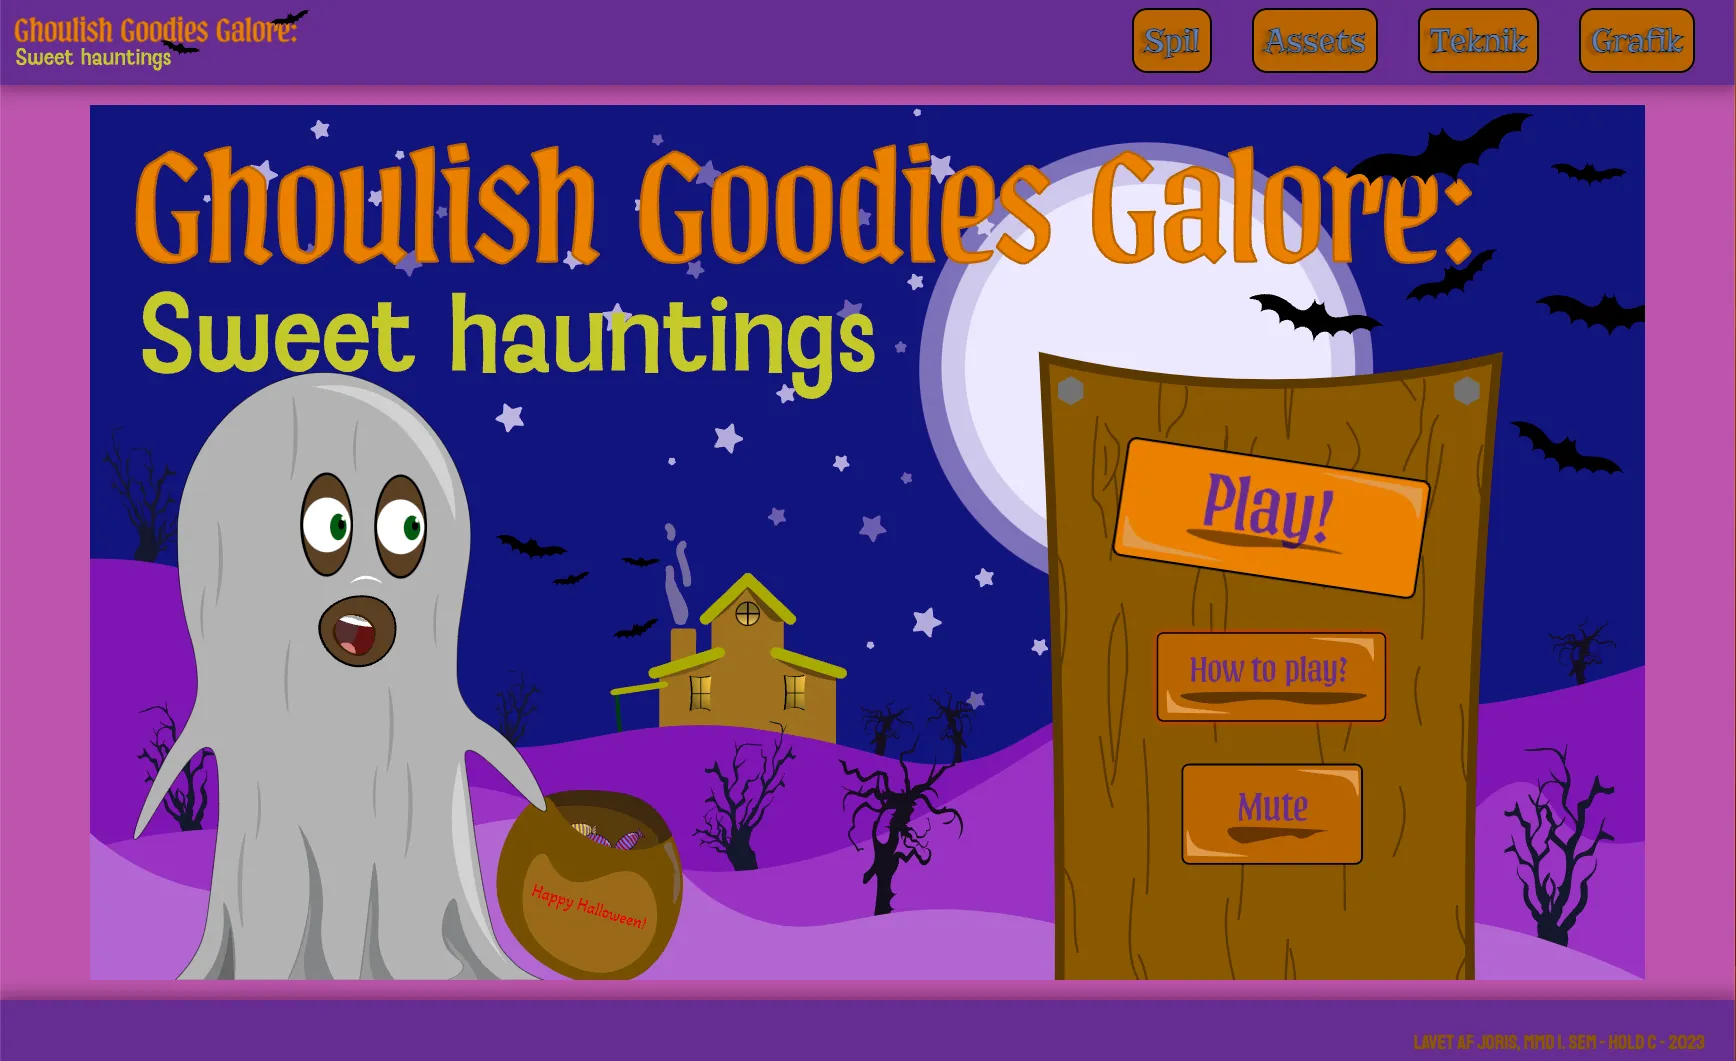 Ghoulish Goodies Galore:
Sweet hauntings
Spil
Assets
Teknik
Grafik
Ghoulish Goodies Galore:
Sweet hauntings
Play!
How to play?
Mute
Happy Halloween!
LAVET AF JORIS, MMD 1. SEM - HOLD C - 2023